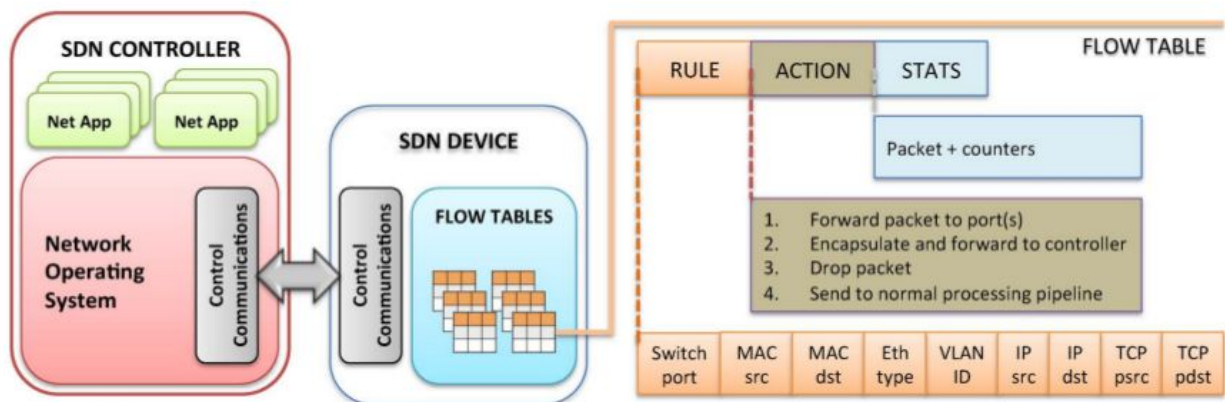 SDN CONTROLLER
Net App
Net App
Network
Operating
System
Control
Communications
SDN DEVICE
Control
Communications
FLOW TABLES
FLOW TABLE
RULE
ACTION
STATS
Packet + counters
1. Forward packet to port(s)
2. Encapsulate and forward to controller
3. Drop packet
4. Send to normal processing pipeline
Switch
port
MAC
src
MAC
dst
Eth
type
VLAN
ID
IP
src
IP
dst
TCP
psrc
TCP
pdst